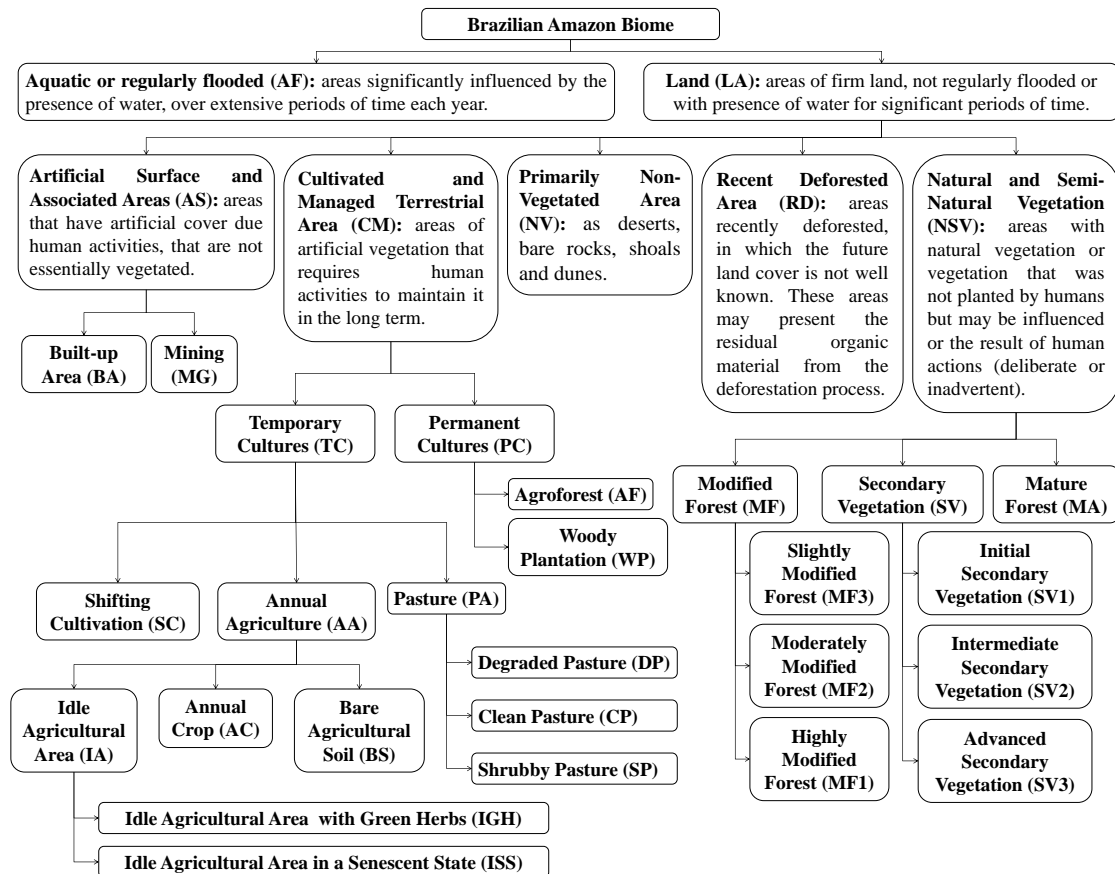 Brazilian Amazon Biome
Aquatic or regularly flooded (AF): areas significantly influenced by the
presence of water, over extensive periods of time each year.
Land (LA): areas of firm land, not regularly flooded or
with presence of water for significant periods of time.
Artificial Surface and
Associated Areas (AS): areas
that have artificial cover due
human activities, that are not
essentially vegetated.
Cultivated and
Managed Terrestrial
Area (CM): areas of
artificial vegetation that
requires human
activities to maintain it
in the long term.
Primarily Non-
Vegetated Area
(NV): as deserts,
bare rocks, shoals
and dunes.
Recent Deforested
Area (RD): areas
recently deforested,
in which the future
land cover is not well
known. These areas
may present the
residual organic
material from the
deforestation process.
Natural and Semi-
Natural Vegetation
(NSV): areas with
natural vegetation or
vegetation that was
not planted by humans
but may be influenced
or the result of human
actions (deliberate or
inadvertent).
Built-up
Area (BA)
Mining
(MG)
Temporary
Cultures (TC)
Permanent
Cultures (PC)
Agroforest (AF)
Woody
Plantation (WP)
Modified
Forest (MF)
Secondary
Vegetation (SV)
Mature
Forest (MA)
Slightly
Modified
Forest (MF3)
Initial
Secondary
Vegetation (SV1)
Shifting
Cultivation (SC)
Annual
Agriculture (AA)
Pasture (PA)
Moderately
Modified
Forest (MF2)
Intermediate
Secondary
Vegetation (SV2)
Degraded Pasture (DP)
Clean Pasture (CP)
Shrubby Pasture (SP)
Idle
Agricultural
Area (IA)
Annual
Crop (AC)
Bare
Agricultural
Soil (BS)
Highly
Modified
Forest (MF1)
Advanced
Secondary
Vegetation (SV3)
Idle Agricultural Area with Green Herbs (IGH)
Idle Agricultural Area in a Senescent State (ISS)